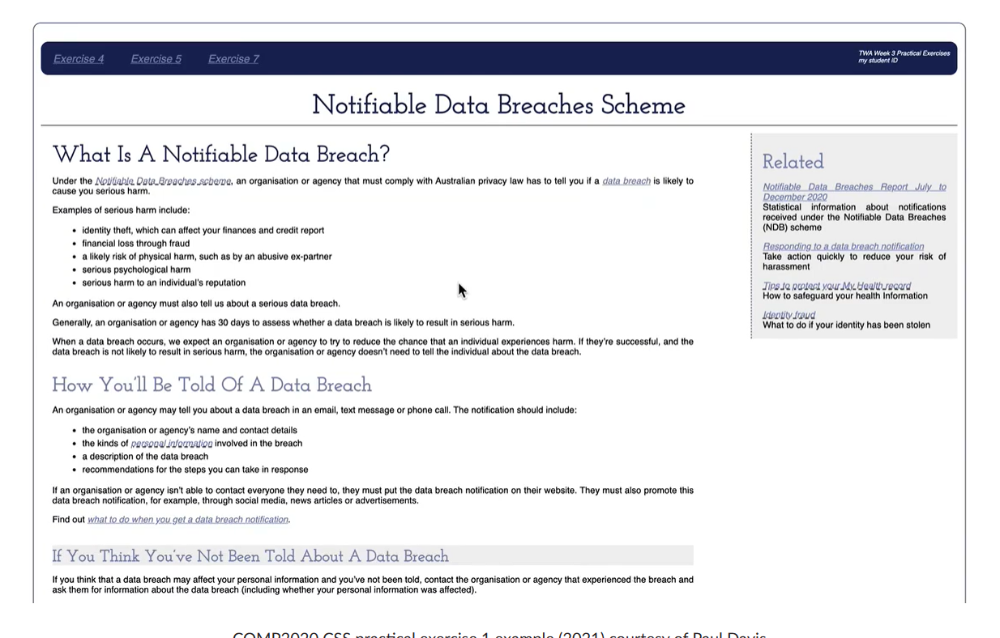 Exercise 4 Exercise 5 Exercise 7
TWA Week 3 Practical Exercises
my student ID
Notifiable Data Breaches Scheme
What Is A Notifiable Data Breach?
Under the Notifiable Data Breaches scheme, an organisation or agency that must comply with Australian privacy law has to tell you if a data breach is likely to
cause you serious harm.
Examples of serious harm include:
• identity theft, which can affect your finances and credit report
• financial loss through fraud
• a likely risk of physical harm, such as by an abusive ex-partner
• serious psychological harm
• serious harm to an individual's reputation
An organisation or agency must also tell us about a serious data breach.
Generally, an organisation or agency has 30 days to assess whether a data breach is likely to result in serious harm.
When a data breach occurs, we expect an organisation or agency to try to reduce the chance that an individual experiences harm. If they're successful, and the
data breach is not likely to result in serious harm, the organisation or agency doesn't need to tell the individual about the data breach.
How You'll Be Told Of A Data Breach
An organisation or agency may tell you about a data breach in an email, text message or phone call. The notification should include:
• the organisation or agency's name and contact details
• the kinds of personal information involved in the breach
• a description of the data breach
• recommendations for the steps you can take in response
If an organisation or agency isn't able to contact everyone they need to, they must put the data breach notification on their website. They must also promote this
data breach notification, for example, through social media, news articles or advertisements.
Find out what to do when you get a data breach notification.
If You Think You've Not Been Told About A Data Breach
If you think that a data breach may affect your personal information and you've not been told, contact the organisation or agency that experienced the breach and
ask them for information about the data breach (including whether your personal information was affected).
Related
Notifiable Data Breaches Report July to
December 2020
Statistical information about notifications
received under the Notifiable Data Breaches
(NDB) scheme
Responding to a data breach notification
Take action quickly to reduce your risk of
harassment
Tips to protect your My Health record
How to safeguard your health Information
Identity fraud
What to do if your identity has been stolen
COMP2020 CSS practical exercise 1 example (2021) courtesy of Paul Davis